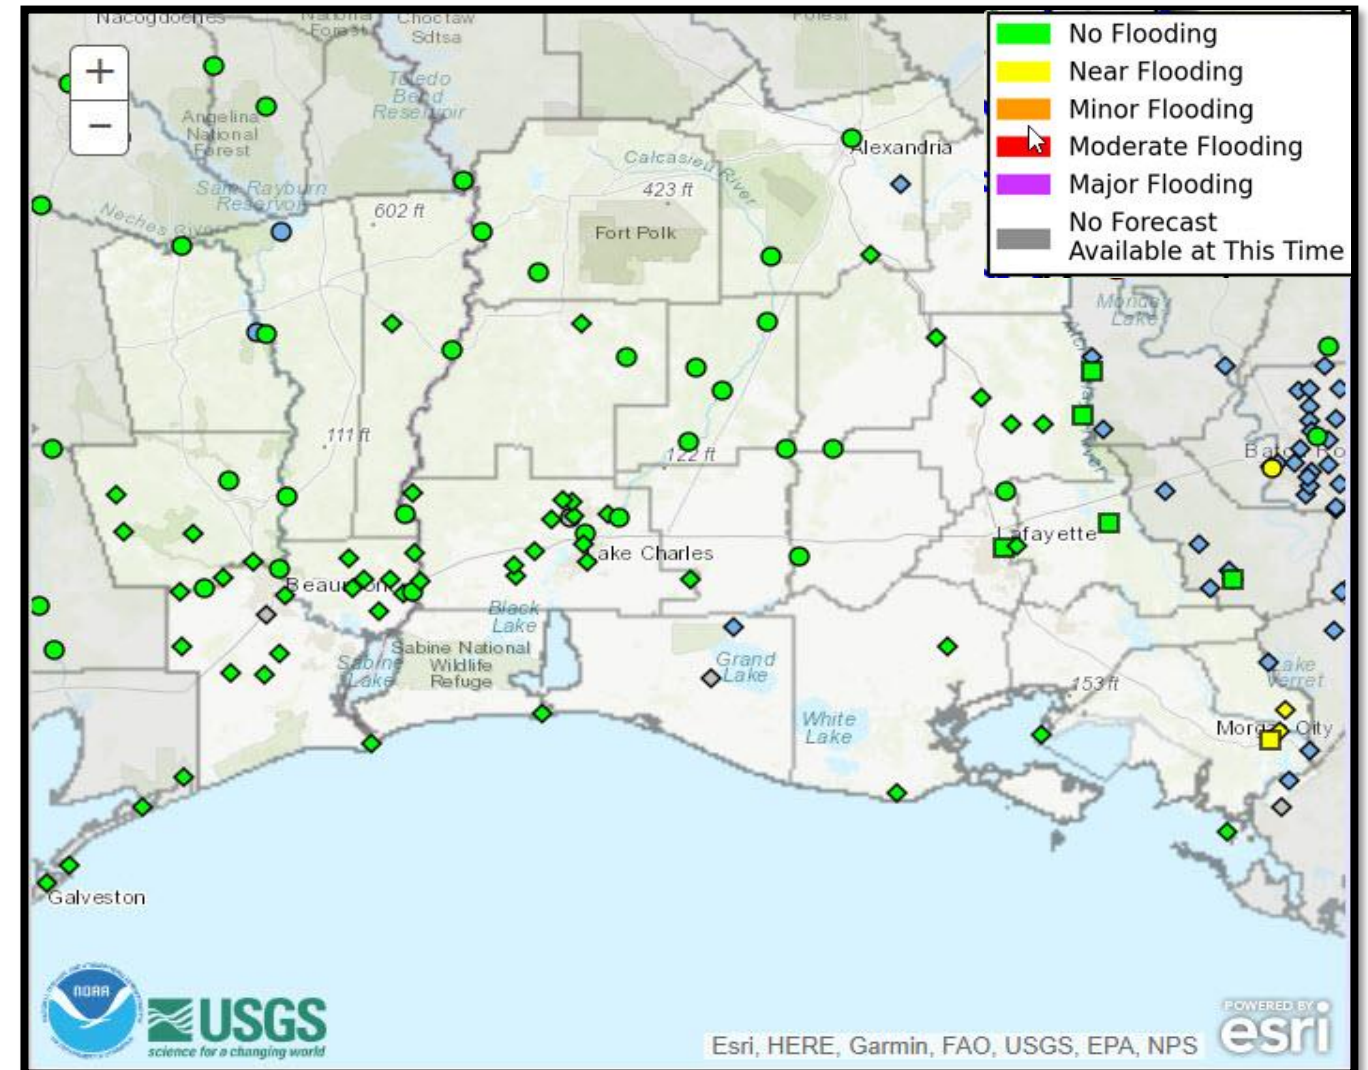 Nacogdoches
National
Forest
Choctaw
Sdtsa
Forest
+
−
Toledo
Bend
Reservoir
Angelina
National
Forest
Sam Rayburn
Reservoir
Neches River
602 ft
Calcasieu River
423 ft
Fort Polk
Alexandria
No Flooding
Near Flooding
Minor Flooding
Moderate Flooding
Major Flooding
No Forecast
Available at This Time
Lake
111 ft
122 ft
Lafayette
Lake Charles
Beaumont
Black
Lake
Sabine National
Wildlife
Refuge
Sabine
Lake
Grand
Lake
White
Lake
153 ft
Lake
Verret
Morgan City
Galveston
NOAA
USGS
science for a changing world
Esri, HERE, Garmin, FAO, USGS, EPA, NPS
POWERED BY
esri